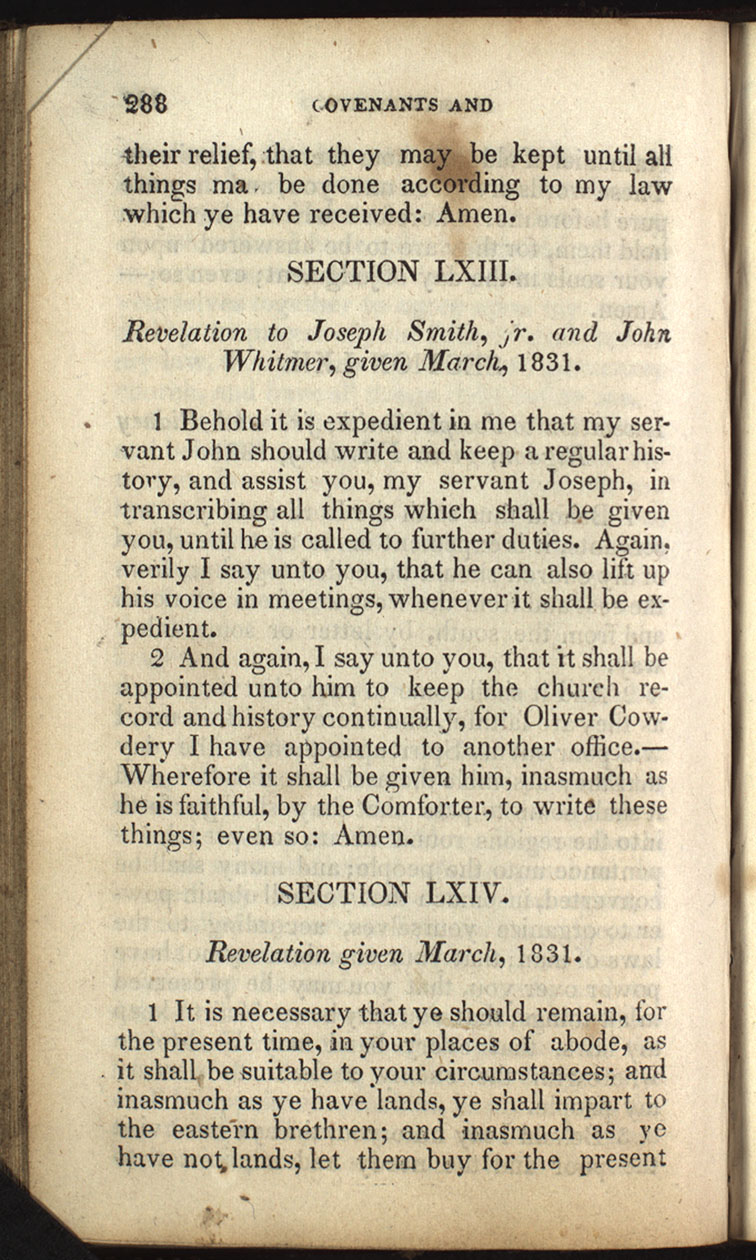 288 COVENANTS AND
their relief, that they may be kept until all
things ma be done according to my law
which ye have received: Amen.
SECTION LXIII.
Revelation to Joseph Smith, jr. and John
Whitmer, given March, 1831.
1 Behold it is expedient in me that my ser-
vant John should write and keep a regular his-
tory, and assist you, my servant Joseph, in
transcribing all things which shall be given
you, until he is called to further duties. Again,
verily I say unto you, that he can also lift up
his voice in meetings, whenever it shall be ex-
pedient.
2 And again, I say unto you, that it shall be
appointed unto him to keep the church re-
cord and history continually, for Oliver Cow-
dery I have appointed to another office.—
Wherefore it shall be given him, inasmuch as
he is faithful, by the Comforter, to write these
things; even so: Amen.
SECTION LXIV.
Revelation given March, 1831.
1 It is necessary that ye should remain, for
the present time, in your places of abode, as
it shall be suitable to your circumstances; and
inasmuch as ye have lands, ye shall impart to
the eastern brethren; and inasmuch as ye
have not lands, let them buy for the present